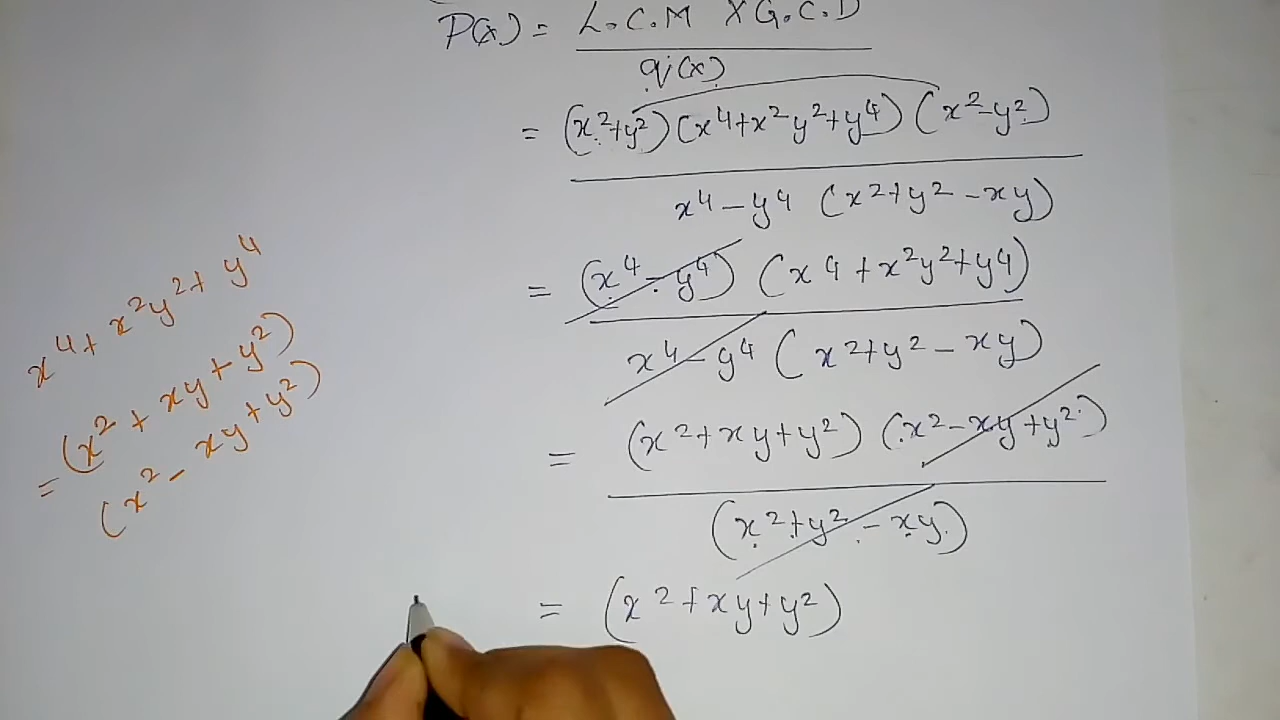 P(x) = L.C.M X G.C.D
q(x)
= (x²+y²) (x⁴+x²y²+y⁴) (x²-y²)
x⁴-y⁴ (x²+y²-xy)
= (x⁴-y⁴) (x⁴+x²y²+y⁴)
x⁴-y⁴ (x²+y²-xy)
= (x²+xy+y²) (x²-xy+y²)
(x²+y²-xy)
= (x²+xy+y²)
x⁴+x²y²+y⁴
= (x²+xy+y²)
(x²-xy+y²)